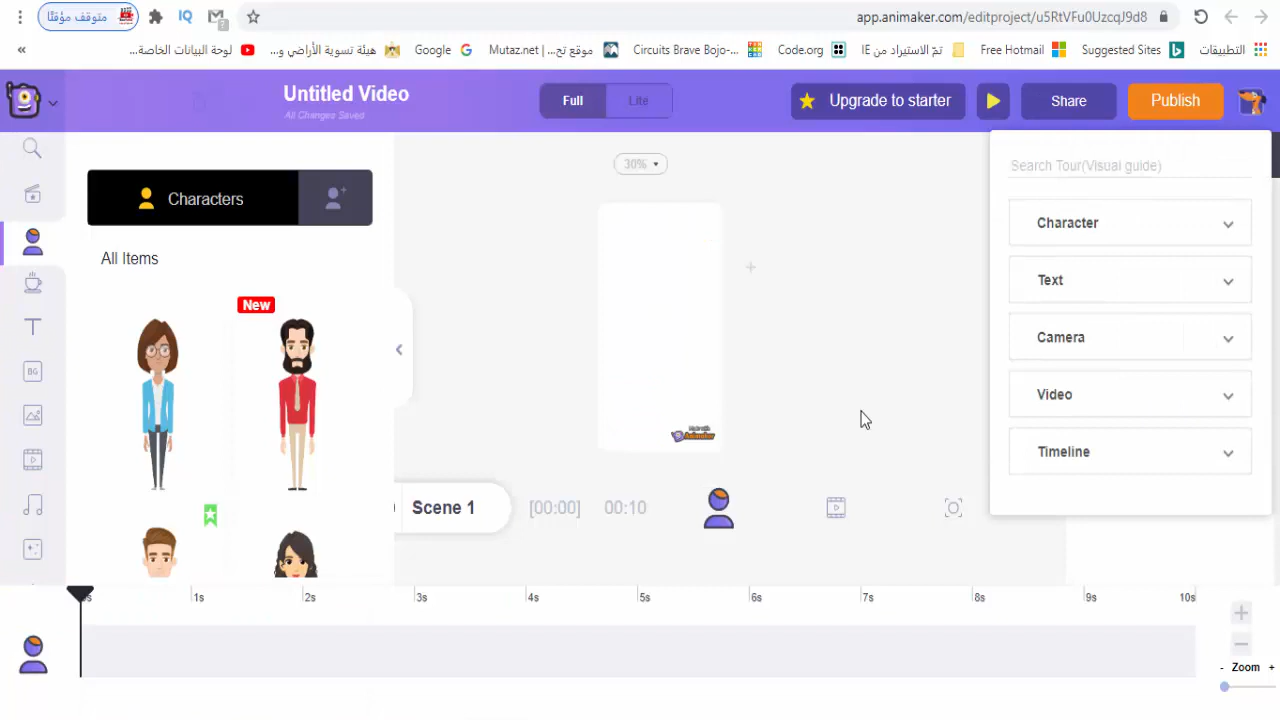 متوقف مؤقتًا
IQ
app.animaker.com/editproject/u5RtVFu0UzcqJ9d8
التطبيقات
Suggested Sites
Free Hotmail
تمّ الاستيراد من IE
Code.org
Circuits Brave Bojo-...
موقع تج... | Mutaz.net
Google
هيئة تسوية الأراضي و...
لوحة البيانات الخاصة...
»
Untitled Video
All Changes Saved
Full
Lite
Upgrade to starter
Share
Publish
30%
Search Tour(Visual guide)
Characters
Character
All Items
Text
New
Camera
Video
BG
Made with
Animaker
Timeline
Scene 1
[00:00]
00:10
1s
2s
3s
4s
5s
6s
7s
8s
9s
10s
- Zoom +